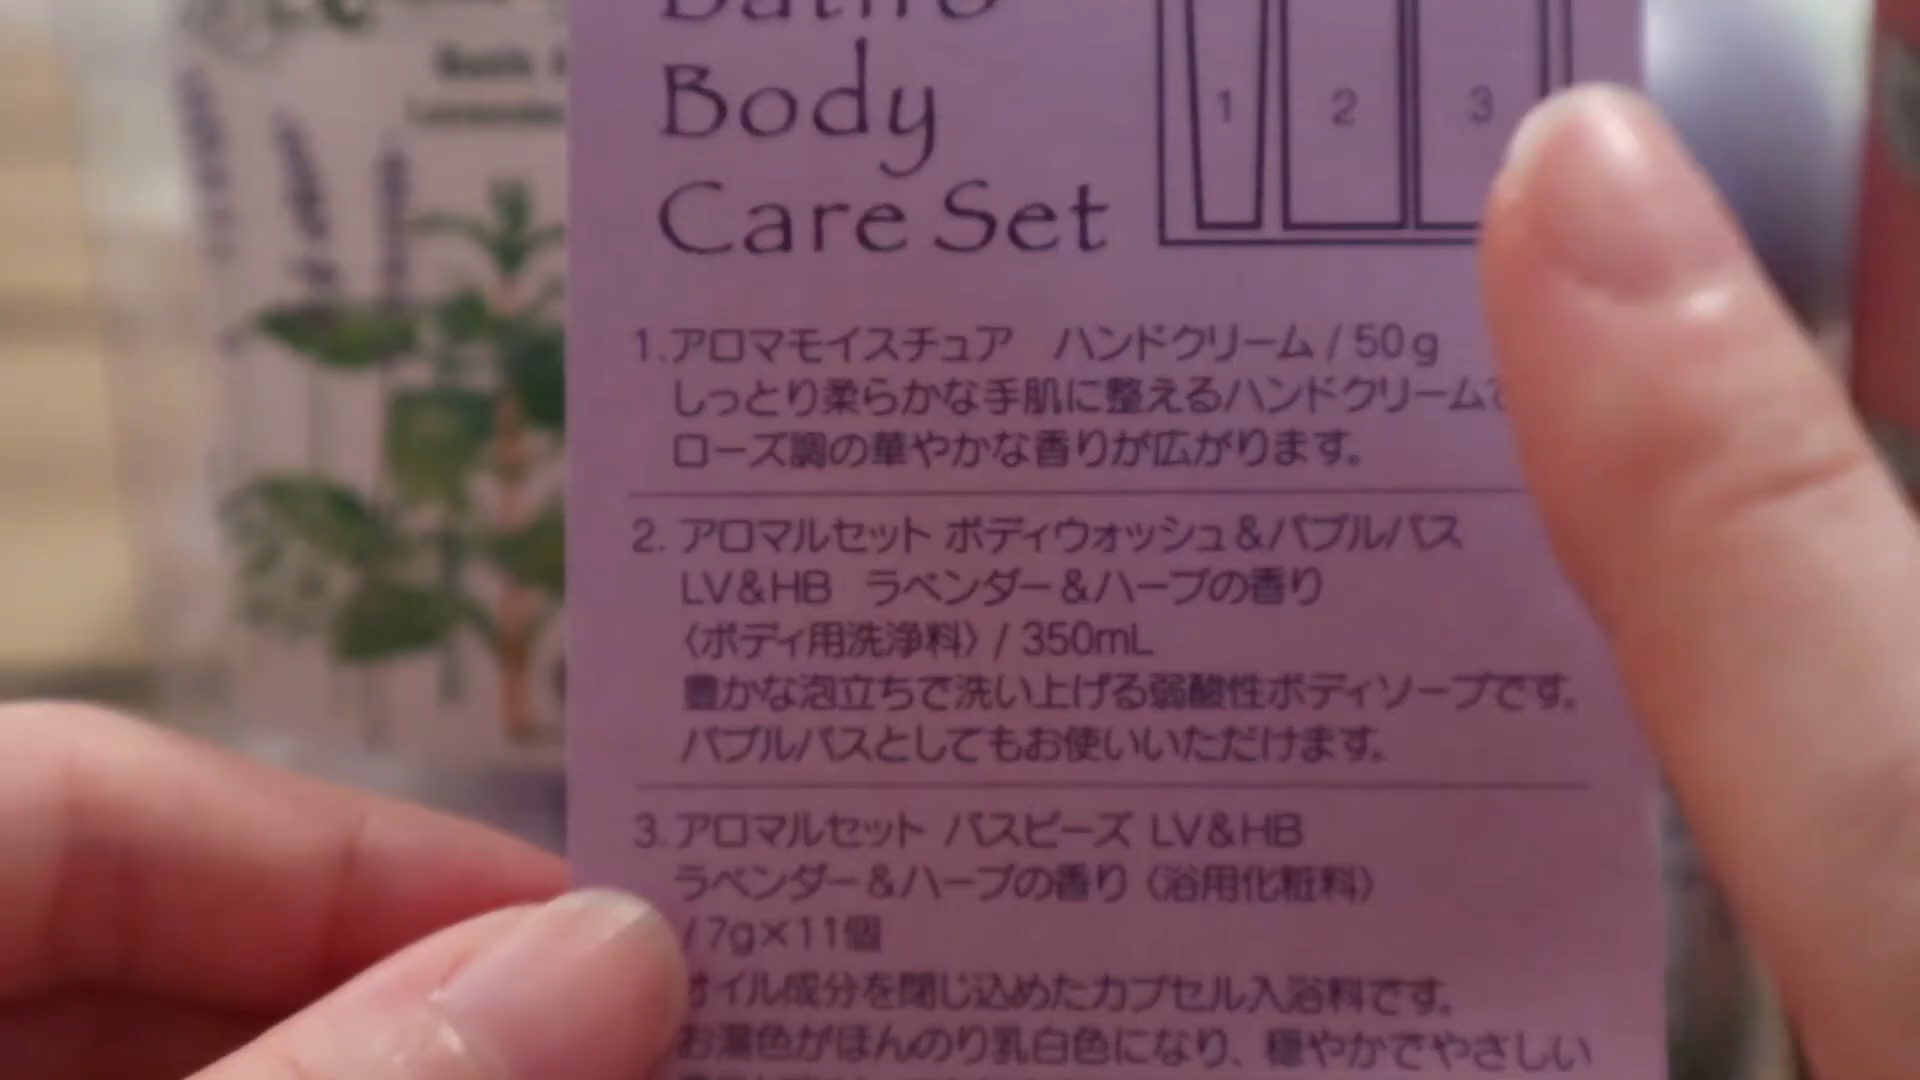 Bath &
Body
Care Set
1 2 3
1.アロマモイスチュア ハンドクリーム / 50g
しっとり柔らかな手肌に整えるハンドクリーム
ローズ調の華やかな香りが広がります。
2. アロマルセット ボディウォッシュ&バブルバス
LV&HB ラベンダー&ハーブの香り
〈ボディ用洗浄料〉 / 350mL
豊かな泡立ちで洗い上げる弱酸性ボディソープです。
バブルバスとしてもお使いいただけます。
3.アロマルセット バスビーズ LV&HB
ラベンダー&ハーブの香り〈浴用化粧料〉
/ 7g×11個
オイル成分を閉じ込めたカプセル入浴料です。
お湯色がほんのり乳白色になり、穏やかでやさしい